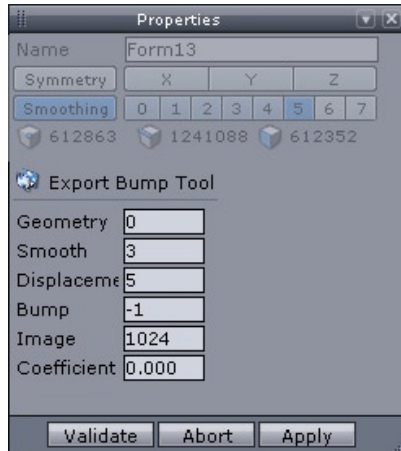 Properties
Name Form13
Symmetry X Y Z
Smoothing 0 1 2 3 4 5 6 7
612863 1241088 612352
Export Bump Tool
Geometry 0
Smooth 3
Displaceme 5
Bump -1
Image 1024
Coefficient 0.000
Validate Abort Apply